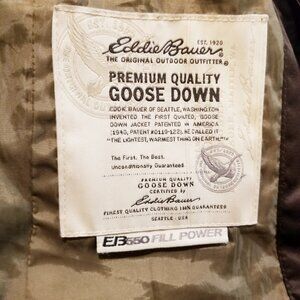 Eddie Bauer EST. 1920
THE ORIGINAL OUTDOOR OUTFITTER
PREMIUM QUALITY
GOOSE DOWN
EDDIE BAUER OF SEATTLE, WASHINGTON
INVENTED THE FIRST QUILTED, GOOSE
DOWN JACKET PATENTED IN AMERICA
(1940, PATENT #D119-122). HE CALLED IT
"THE LIGHTEST, WARMEST THING ON EARTH."
The First. The Best.
Unconditionally Guaranteed.
PREMIUM QUALITY
GOOSE DOWN
CERTIFIED by
Eddie Bauer
FINEST QUALITY CLOTHING 100% GUARANTEED
SEATTLE - USA
EB550 FILL POWER